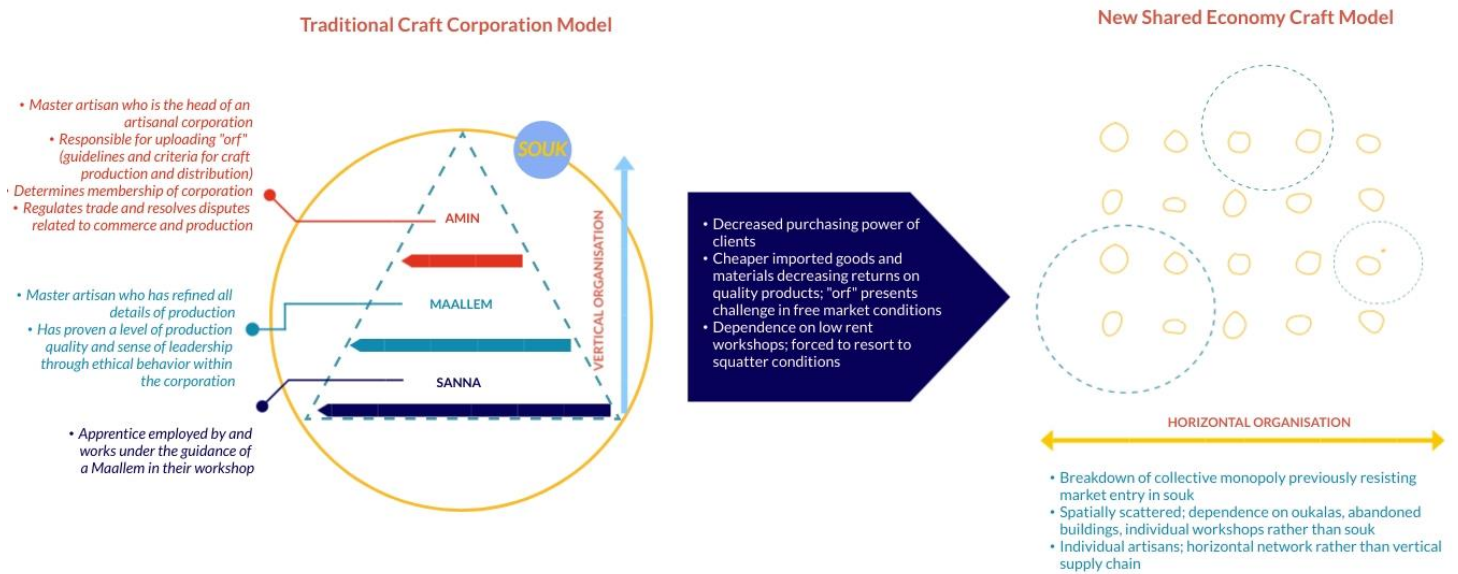 Traditional Craft Corporation Model
• Master artisan who is the head of an
artisanal corporation
• Responsible for uploading "orf"
(guidelines and criteria for craft
production and distribution)
• Determines membership of corporation
• Regulates trade and resolves disputes
related to commerce and production
• Master artisan who has refined all
details of production
• Has proven a level of production
quality and sense of leadership
through ethical behavior within
the corporation
• Apprentice employed by and
works under the guidance of
a Maallem in their workshop
SOUK
AMIN
MAALLEM
SANNA
VERTICAL ORGANISATION
• Decreased purchasing power of
clients
• Cheaper imported goods and
materials decreasing returns on
quality products; "orf" presents
challenge in free market conditions
• Dependence on low rent
workshops; forced to resort to
squatter conditions
New Shared Economy Craft Model
HORIZONTAL ORGANISATION
• Breakdown of collective monopoly previously resisting
market entry in souk
• Spatially scattered; dependence on oukalas, abandoned
buildings, individual workshops rather than souk
• Individual artisans; horizontal network rather than vertical
supply chain